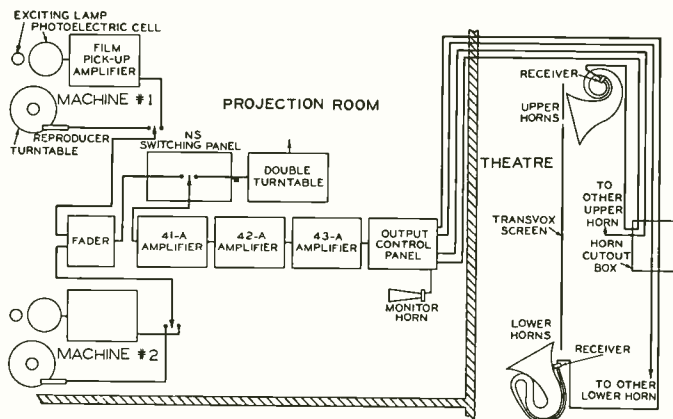 EXCITING LAMP
PHOTOELECTRIC CELL
FILM
PICK-UP
AMPLIFIER
MACHINE #1
REPRODUCER
TURNTABLE
PROJECTION ROOM
NS
SWITCHING PANEL
DOUBLE
TURNTABLE
FADER
41-A
AMPLIFIER
42-A
AMPLIFIER
43-A
AMPLIFIER
OUTPUT
CONTROL
PANEL
MONITOR
HORN
MACHINE #2
THEATRE
RECEIVER
UPPER
HORNS
TRANSVOX
SCREEN
TO
OTHER
UPPER
HORN
HORN
CUTOUT
BOX
LOWER
HORNS
RECEIVER
TO OTHER
LOWER HORN